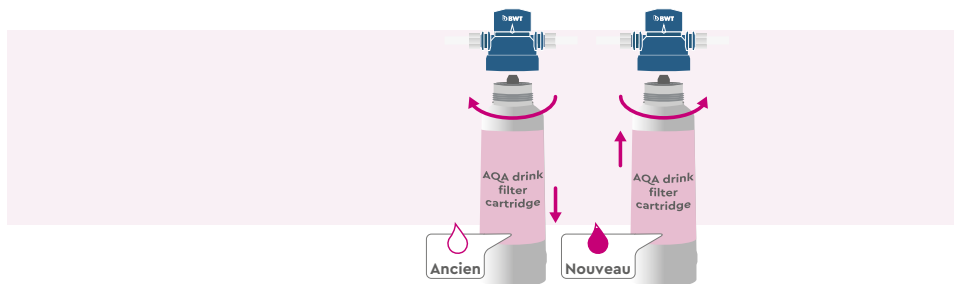 BWT
BWT
AQA drink
filter
cartridge
AQA drink
filter
cartridge
Ancien
Nouveau